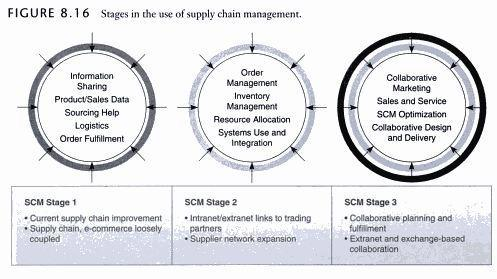 FIGURE 8.16 Stages in the use of supply chain management.
Information
Sharing
Product/Sales Data
Sourcing Help
Logistics
Order Fulfillment
Order
Management
Inventory
Management
Resource Allocation
Systems Use and
Integration
Collaborative
Marketing
Sales and Service
SCM Optimization
Collaborative Design
and Delivery
SCM Stage 1
• Current supply chain improvement
• Supply chain, e-commerce loosely
coupled
SCM Stage 2
• Intranet/extranet links to trading
partners
• Supplier network expansion
SCM Stage 3
• Collaborative planning and
fulfillment
• Extranet and exchange-based
collaboration